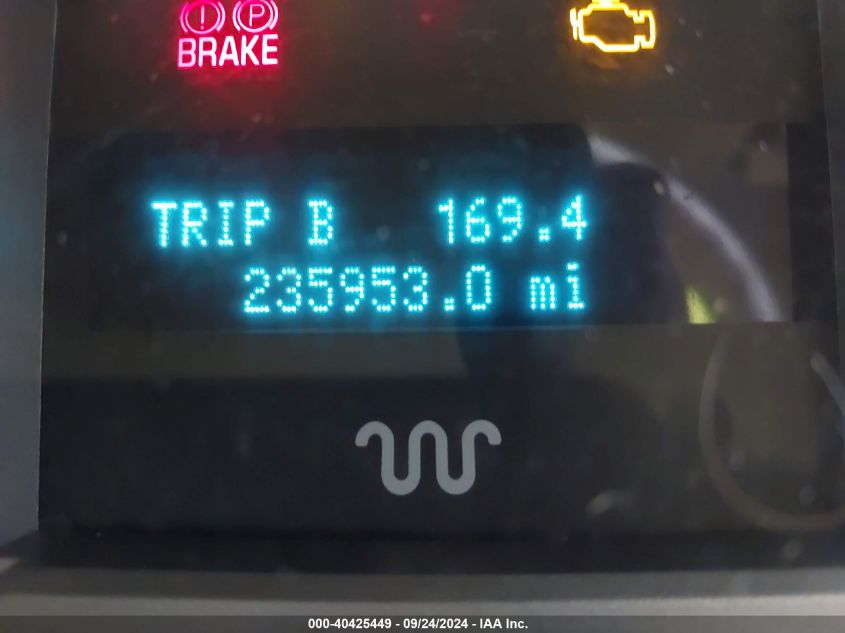 P
BRAKE
TRIP B 169.4
235953.0 mi
000-40425449 - 09/24/2024 - IAA Inc.